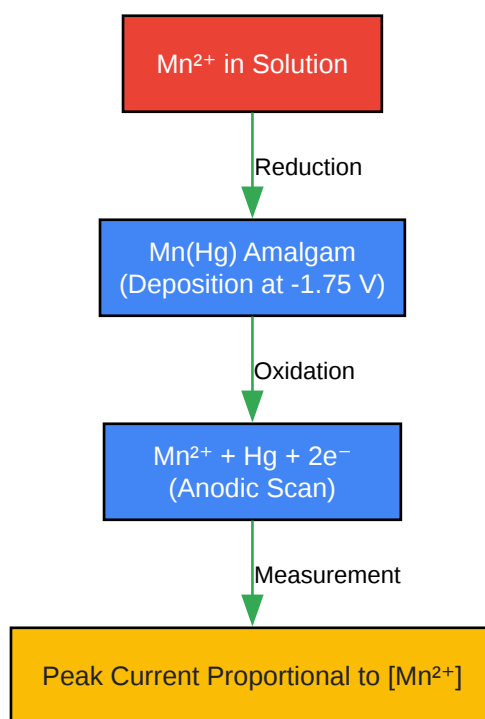 Mn²⁺ in Solution
Reduction
Mn(Hg) Amalgam
(Deposition at -1.75 V)
Oxidation
Mn²⁺ + Hg + 2e⁻
(Anodic Scan)
Measurement
Peak Current Proportional to [Mn²⁺]